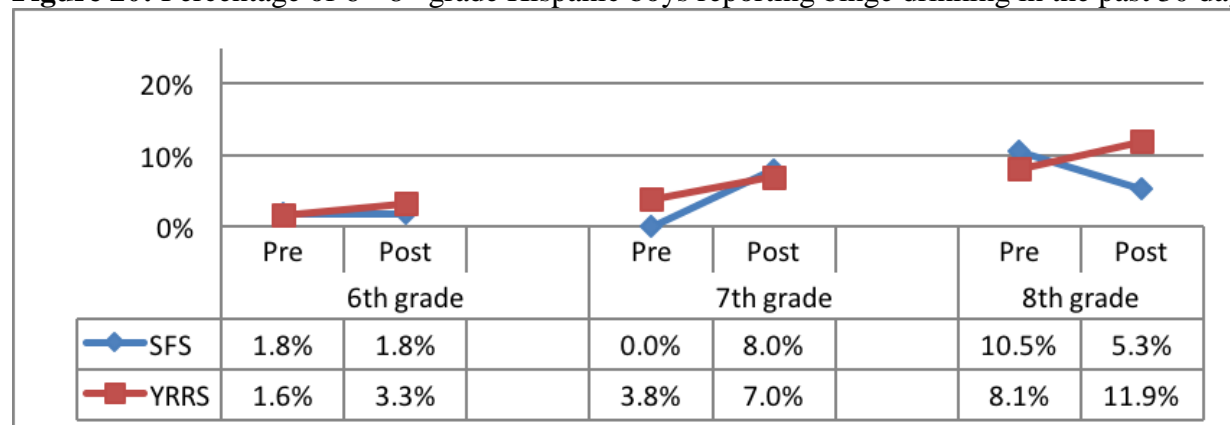 20%
10%
0%
Pre Post Pre Post Pre Post
6th grade 7th grade 8th grade
SFS 1.8% 1.8% 0.0% 8.0% 10.5% 5.3%
YRRS 1.6% 3.3% 3.8% 7.0% 8.1% 11.9%